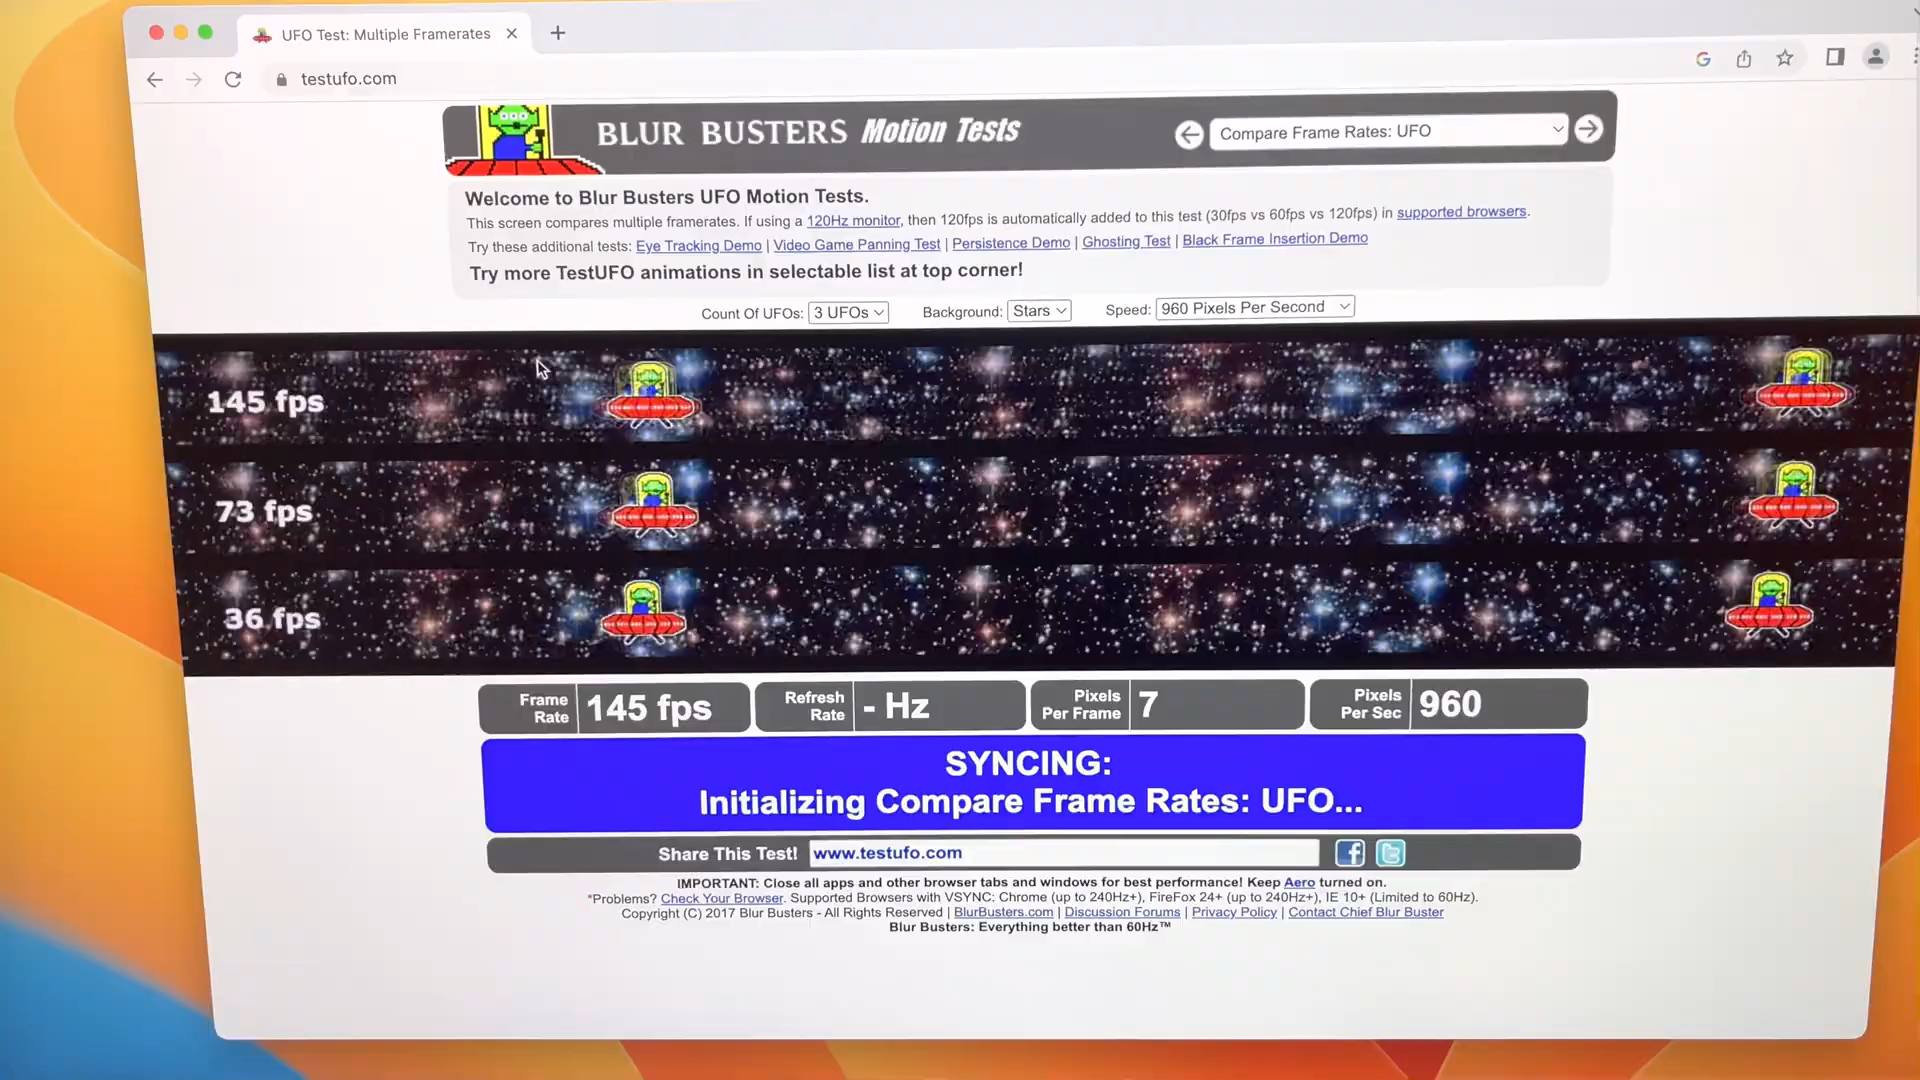 UFO Test: Multiple Framerates
testufo.com
BLUR BUSTERS Motion Tests
Compare Frame Rates: UFO
Welcome to Blur Busters UFO Motion Tests.
This screen compares multiple framerates. If using a 120Hz monitor, then 120fps is automatically added to this test (30fps vs 60fps vs 120fps) in supported browsers.
Try these additional tests: Eye Tracking Demo | Video Game Panning Test | Persistence Demo | Ghosting Test | Black Frame Insertion Demo
Try more TestUFO animations in selectable list at top corner!
Count Of UFOs: 3 UFOs Background: Stars Speed: 960 Pixels Per Second
145 fps
73 fps
36 fps
Frame Rate 145 fps
Refresh Rate - Hz
Pixels Per Frame 7
Pixels Per Sec 960
SYNCING:
Initializing Compare Frame Rates: UFO...
Share This Test! www.testufo.com
IMPORTANT: Close all apps and other browser tabs and windows for best performance! Keep Aero turned on.
*Problems? Check Your Browser. Supported Browsers with VSYNC: Chrome (up to 240Hz+), FireFox 24+ (up to 240Hz+), IE 10+ (Limited to 60Hz).
Copyright (C) 2017 Blur Busters - All Rights Reserved | BlurBusters.com | Discussion Forums | Privacy Policy | Contact Chief Blur Buster
Blur Busters: Everything better than 60Hz™